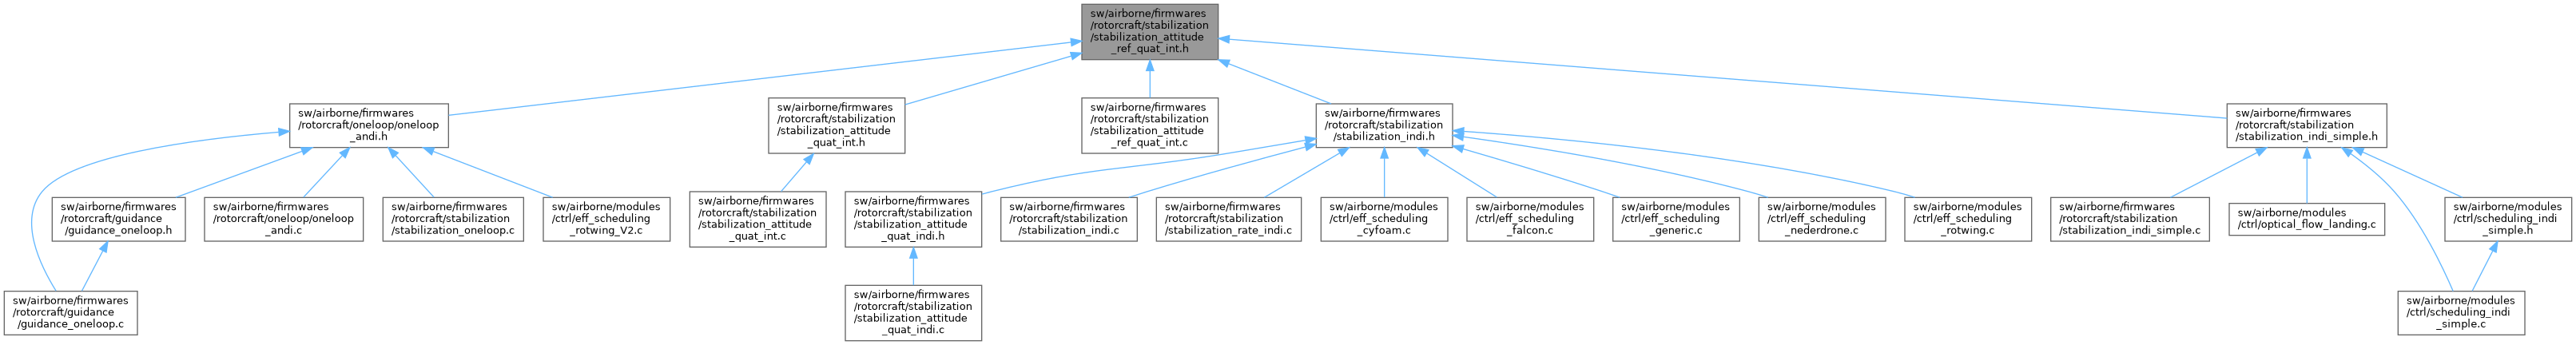 sw/airborne/firmwares
/rotorcraft/stabilization
/stabilization_attitude
_ref_quat_int.h
sw/airborne/firmwares
/rotorcraft/oneloop/oneloop
_andi.h
sw/airborne/firmwares
/rotorcraft/stabilization
/stabilization_attitude
_quat_int.h
sw/airborne/firmwares
/rotorcraft/stabilization
/stabilization_attitude
_ref_quat_int.c
sw/airborne/firmwares
/rotorcraft/stabilization
/stabilization_indi.h
sw/airborne/firmwares
/rotorcraft/stabilization
/stabilization_indi_simple.h
sw/airborne/firmwares
/rotorcraft/guidance
/guidance_oneloop.h
sw/airborne/firmwares
/rotorcraft/oneloop/oneloop
_andi.c
sw/airborne/firmwares
/rotorcraft/stabilization
/stabilization_oneloop.c
sw/airborne/modules
/ctrl/eff_scheduling
_rotwing_V2.c
sw/airborne/firmwares
/rotorcraft/stabilization
/stabilization_attitude
_quat_int.c
sw/airborne/firmwares
/rotorcraft/stabilization
/stabilization_attitude
_quat_indi.h
sw/airborne/firmwares
/rotorcraft/stabilization
/stabilization_indi.c
sw/airborne/firmwares
/rotorcraft/stabilization
/stabilization_rate_indi.c
sw/airborne/modules
/ctrl/eff_scheduling
_cyfoam.c
sw/airborne/modules
/ctrl/eff_scheduling
_falcon.c
sw/airborne/modules
/ctrl/eff_scheduling
_generic.c
sw/airborne/modules
/ctrl/eff_scheduling
_nederdrone.c
sw/airborne/modules
/ctrl/eff_scheduling
_rotwing.c
sw/airborne/firmwares
/rotorcraft/stabilization
/stabilization_indi_simple.c
sw/airborne/modules
/ctrl/optical_flow_landing.c
sw/airborne/modules
/ctrl/scheduling_indi
_simple.h
sw/airborne/firmwares
/rotorcraft/guidance
/guidance_oneloop.c
sw/airborne/firmwares
/rotorcraft/stabilization
/stabilization_attitude
_quat_indi.c
sw/airborne/modules
/ctrl/scheduling_indi
_simple.c